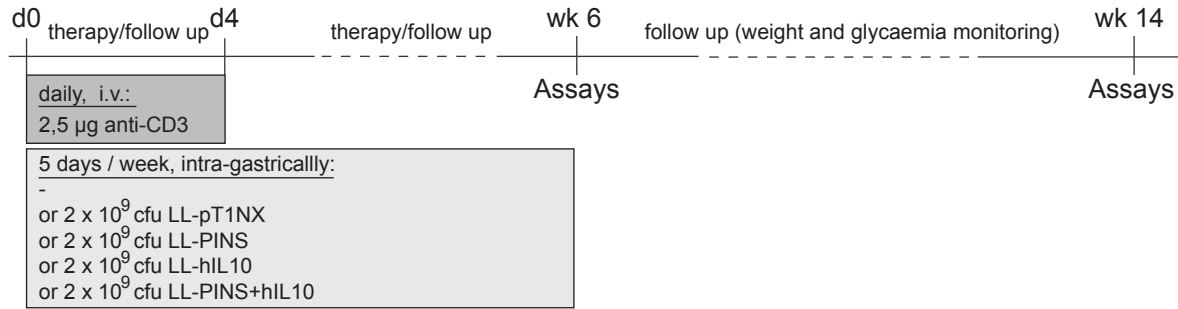 d0 therapy/follow up d4 therapy/follow up wk 6 follow up (weight and glycaemia monitoring) wk 14
Assays Assays
daily, i.v.:
2,5 µg anti-CD3
5 days / week, intra-gastricallly:
-
or 2 x 10⁹ cfu LL-pT1NX
or 2 x 10⁹ cfu LL-PINS
or 2 x 10⁹ cfu LL-hIL10
or 2 x 10⁹ cfu LL-PINS+hIL10